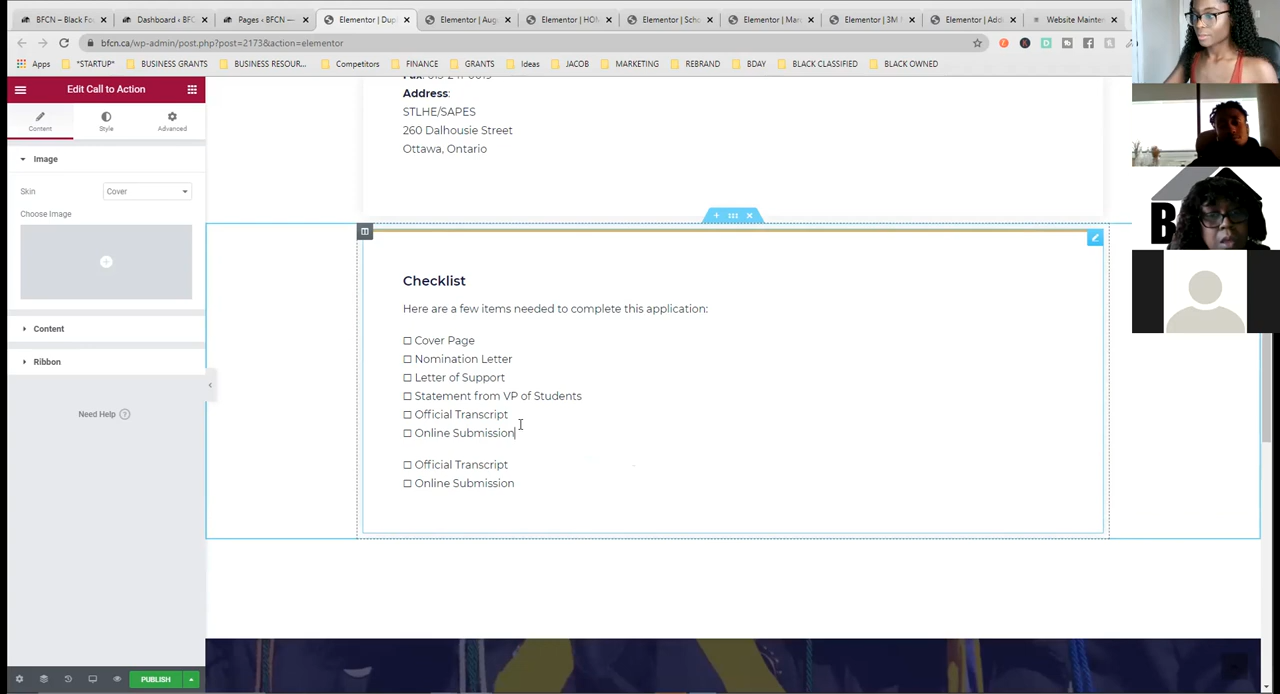 BFCN – Black Fo
Dashboard ‹ BFC
Pages ‹ BFCN —
Elementor | Dup
Elementor | Aug
Elementor | HON
Elementor | Scho
Elementor | Marc
Elementor | 3M N
Elementor | Add
Website Mainten
bfcn.ca/wp-admin/post.php?post=2173&action=elementor
Apps
*STARTUP*
BUSINESS GRANTS
BUSINESS RESOUR...
Competitors
FINANCE
GRANTS
Ideas
JACOB
MARKETING
REBRAND
BDAY
BLACK CLASSIFIED
BLACK OWNED
Edit Call to Action
Content
Style
Advanced
Image
Skin
Cover
Choose Image
Content
Ribbon
Need Help
PUBLISH
Address:
STLHE/SAPES
260 Dalhousie Street
Ottawa, Ontario
Checklist
Here are a few items needed to complete this application:
☐ Cover Page
☐ Nomination Letter
☐ Letter of Support
☐ Statement from VP of Students
☐ Official Transcript
☐ Online Submission
☐ Official Transcript
☐ Online Submission